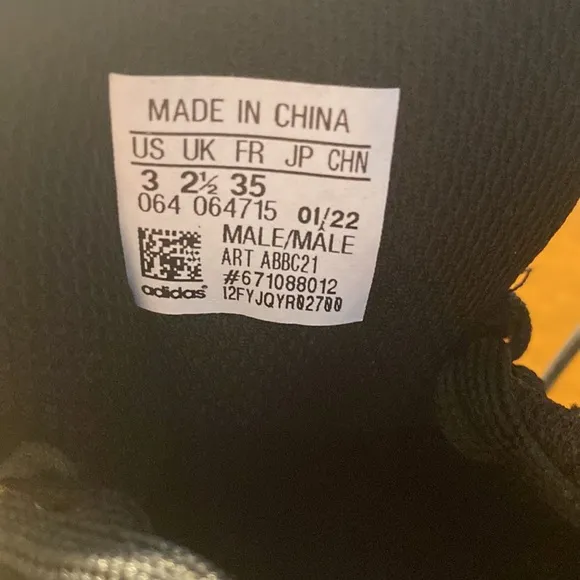 MADE IN CHINA
US UK FR JP CHN
3 2½ 35
064 064715 01/22
MALE/MÂLE
ART ABBC21
#671088012
adidas® 12FYJQYR02700